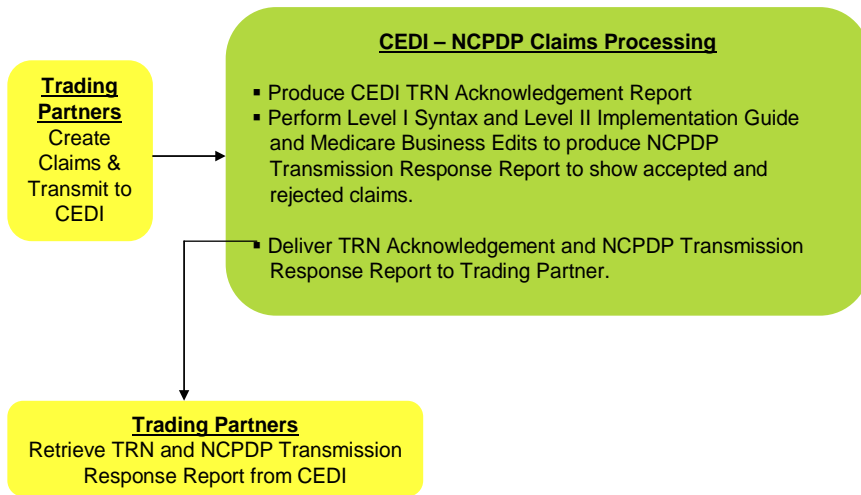 Trading
Partners
Create
Claims &
Transmit to
CEDI
CEDI – NCPDP Claims Processing
▪ Produce CEDI TRN Acknowledgement Report
▪ Perform Level I Syntax and Level II Implementation Guide
and Medicare Business Edits to produce NCPDP
Transmission Response Report to show accepted and
rejected claims.
▪ Deliver TRN Acknowledgement and NCPDP Transmission
Response Report to Trading Partner.
Trading Partners
Retrieve TRN and NCPDP Transmission
Response Report from CEDI